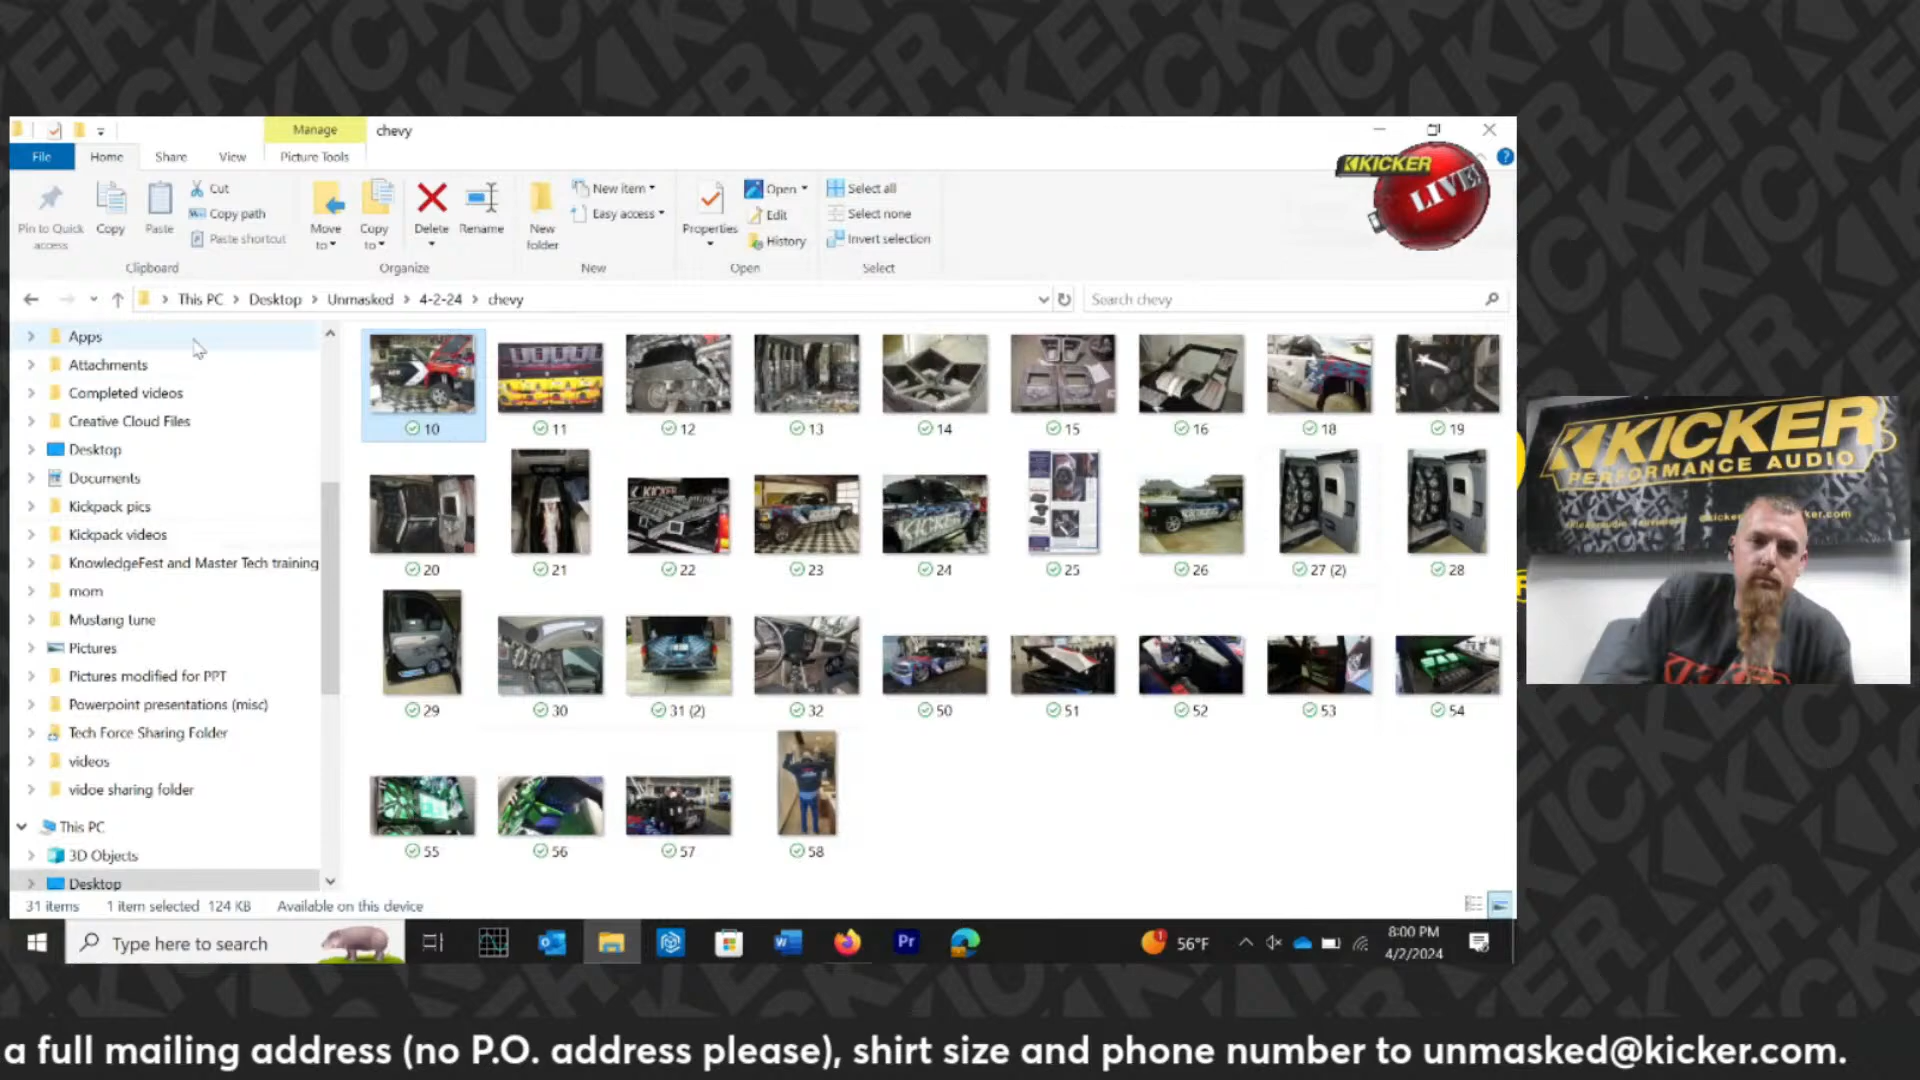 Manage
chevy
File
Home
Share
View
Picture Tools
KICKER
LIVE!
Pin to Quick access
Copy
Paste
Cut
Copy path
Paste shortcut
Clipboard
Move to
Copy to
Delete
Rename
Organize
New folder
New item
Easy access
New
Properties
Open
Edit
History
Open
Select all
Select none
Invert selection
Select
This PC > Desktop > Unmasked > 4-2-24 > chevy
Search chevy
Apps
Attachments
Completed videos
Creative Cloud Files
Desktop
Documents
Kickpack pics
Kickpack videos
KnowledgeFest and Master Tech training
mom
Mustang tune
Pictures
Pictures modified for PPT
Powerpoint presentations (misc)
Tech Force Sharing Folder
videos
vidoe sharing folder
This PC
3D Objects
Desktop
10 11 12 13 14 15 16 18 19
20 21 22 23 24 25 26 27 (2) 28
29 30 31 (2) 32 50 51 52 53 54
55 56 57 58
31 items 1 item selected 124 KB Available on this device
KICKER
PERFORMANCE AUDIO
Type here to search
Pr
56°F
8:00 PM
4/2/2024
a full mailing address (no P.O. address please), shirt size and phone number to unmasked@kicker.com.